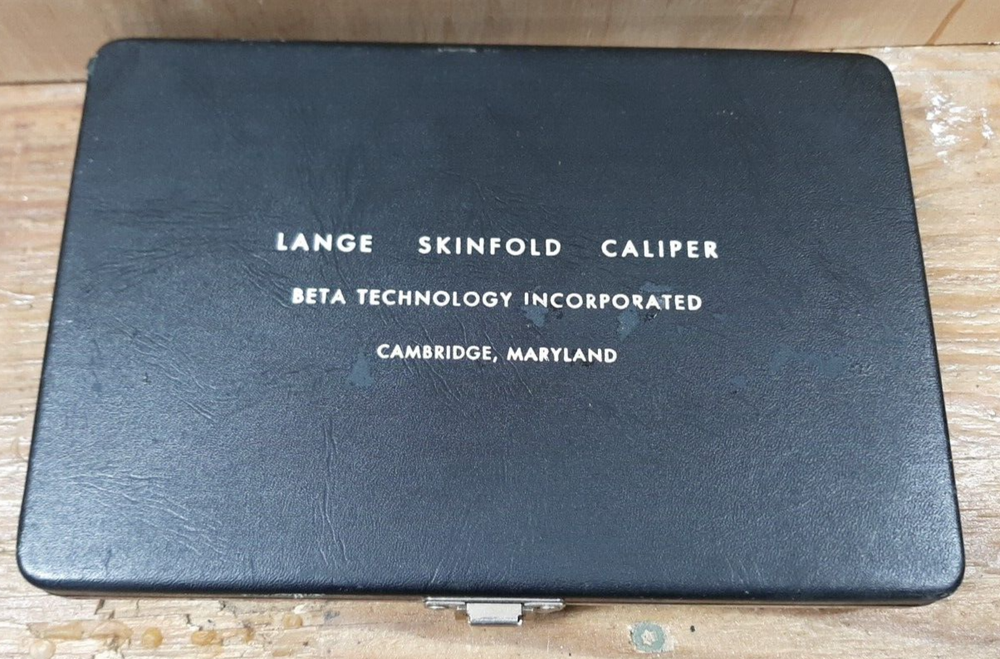 LANGE SKINFOLD CALIPER
BETA TECHNOLOGY INCORPORATED
CAMBRIDGE, MARYLAND